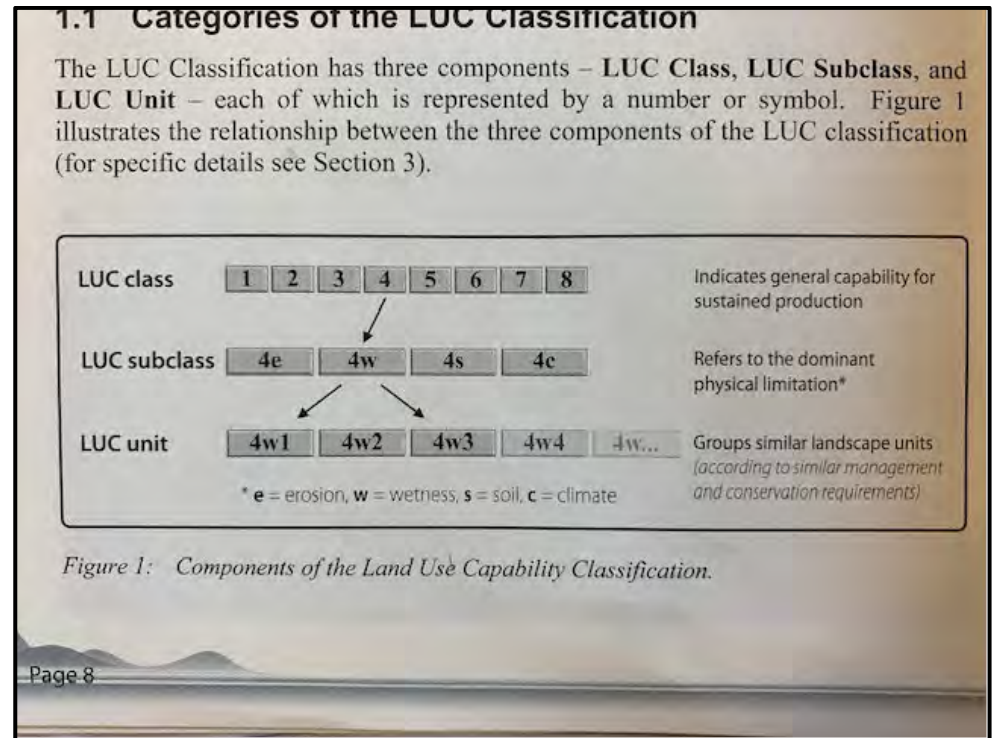 1.1 Categories of the LUC Classification
The LUC Classification has three components – LUC Class, LUC Subclass, and
LUC Unit – each of which is represented by a number or symbol. Figure 1
illustrates the relationship between the three components of the LUC classification
(for specific details see Section 3).
LUC class 1 2 3 4 5 6 7 8 Indicates general capability for
sustained production
LUC subclass 4e 4w 4s 4c Refers to the dominant
physical limitation*
LUC unit 4w1 4w2 4w3 4w4 4w... Groups similar landscape units
(according to similar management
and conservation requirements)
* e = erosion, w = wetness, s = soil, c = climate
Figure 1: Components of the Land Use Capability Classification.
Page 8